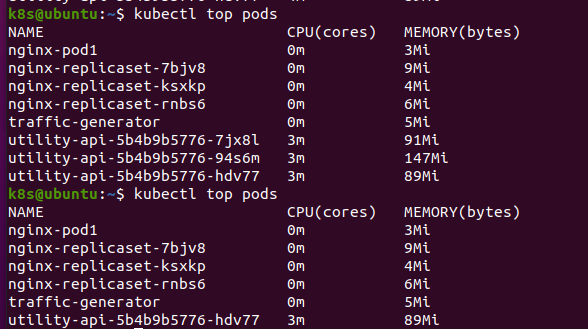 k8s@ubuntu:~$ kubectl top pods
NAME CPU(cores) MEMORY(bytes)
nginx-pod1 0m 3Mi
nginx-replicaset-7bjv8 0m 9Mi
nginx-replicaset-ksxkp 0m 4Mi
nginx-replicaset-rnbs6 0m 6Mi
traffic-generator 0m 5Mi
utility-api-5b4b9b5776-7jx8l 3m 91Mi
utility-api-5b4b9b5776-94s6m 3m 147Mi
utility-api-5b4b9b5776-hdv77 3m 89Mi
k8s@ubuntu:~$ kubectl top pods
NAME CPU(cores) MEMORY(bytes)
nginx-pod1 0m 3Mi
nginx-replicaset-7bjv8 0m 9Mi
nginx-replicaset-ksxkp 0m 4Mi
nginx-replicaset-rnbs6 0m 6Mi
traffic-generator 0m 5Mi
utility-api-5b4b9b5776-hdv77 3m 89Mi